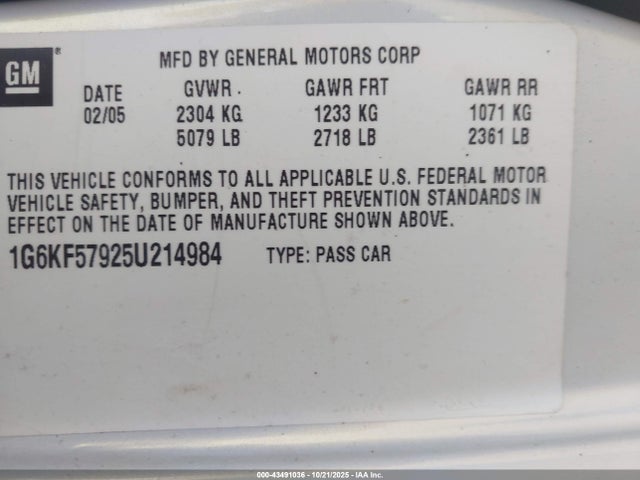 GM®
MFD BY GENERAL MOTORS CORP
DATE GVWR GAWR FRT GAWR RR
02/05 2304 KG 1233 KG 1071 KG
5079 LB 2718 LB 2361 LB
THIS VEHICLE CONFORMS TO ALL APPLICABLE U.S. FEDERAL MOTOR
VEHICLE SAFETY, BUMPER, AND THEFT PREVENTION STANDARDS IN
EFFECT ON THE DATE OF MANUFACTURE SHOWN ABOVE.
1G6KF57925U214984 TYPE: PASS CAR
000-43491036 - 10/21/2025 - IAA Inc.